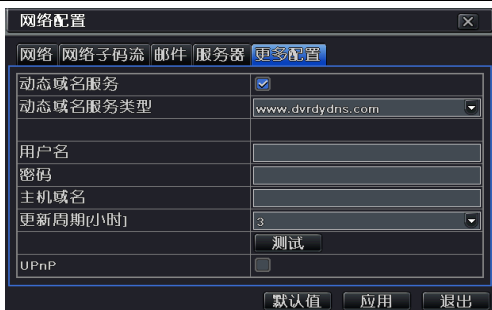 网络配置
网络 网络子码流 邮件 服务器 更多配置
动态域名服务
动态域名服务类型 www.dvrdydns.com
用户名
密码
主机域名
更新周期[小时] 3
测试
UPnP
默认值 应用 退出